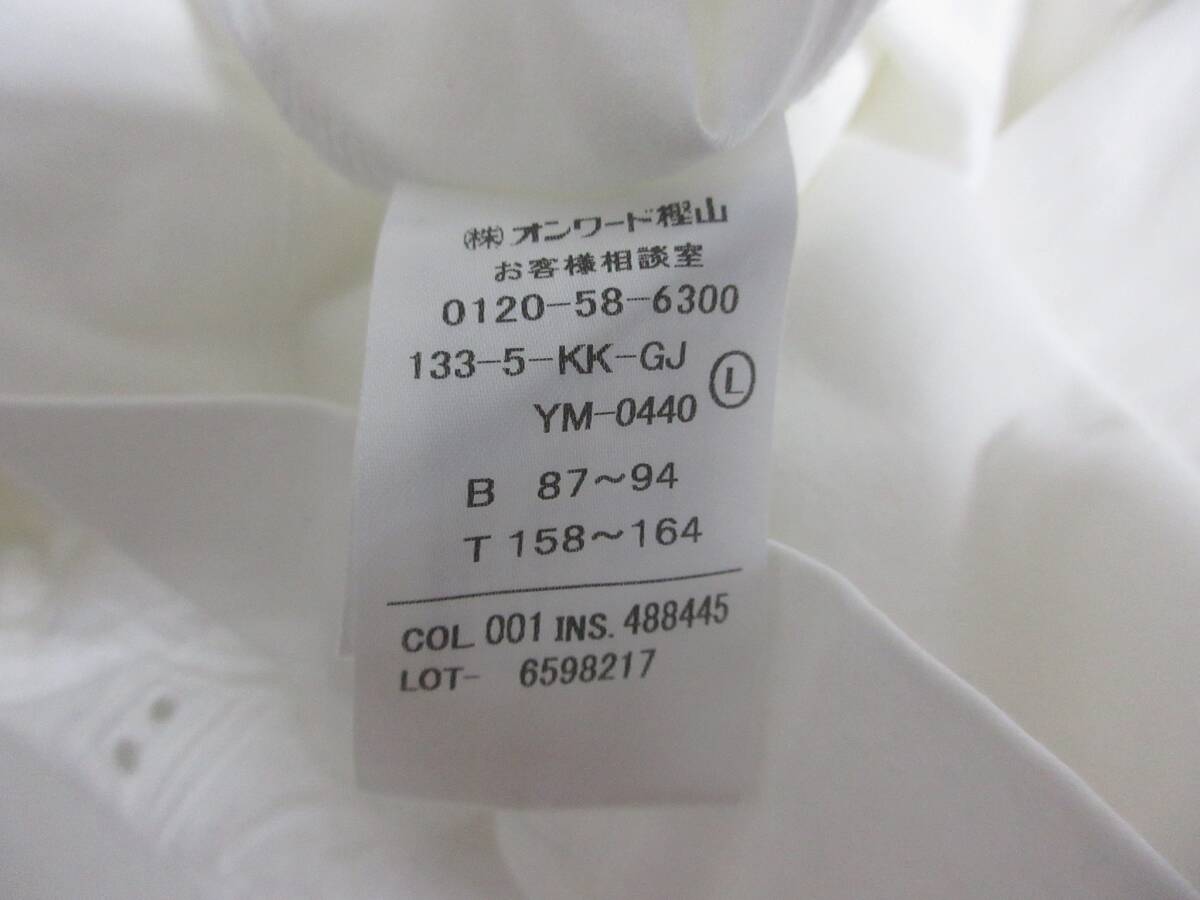 ㈱オンワード樫山
お客様相談室
0120-58-6300
133-5-KK-GJ
YM-0440 Ⓛ
B 87～94
T 158～164
COL 001 INS. 488445
LOT- 6598217